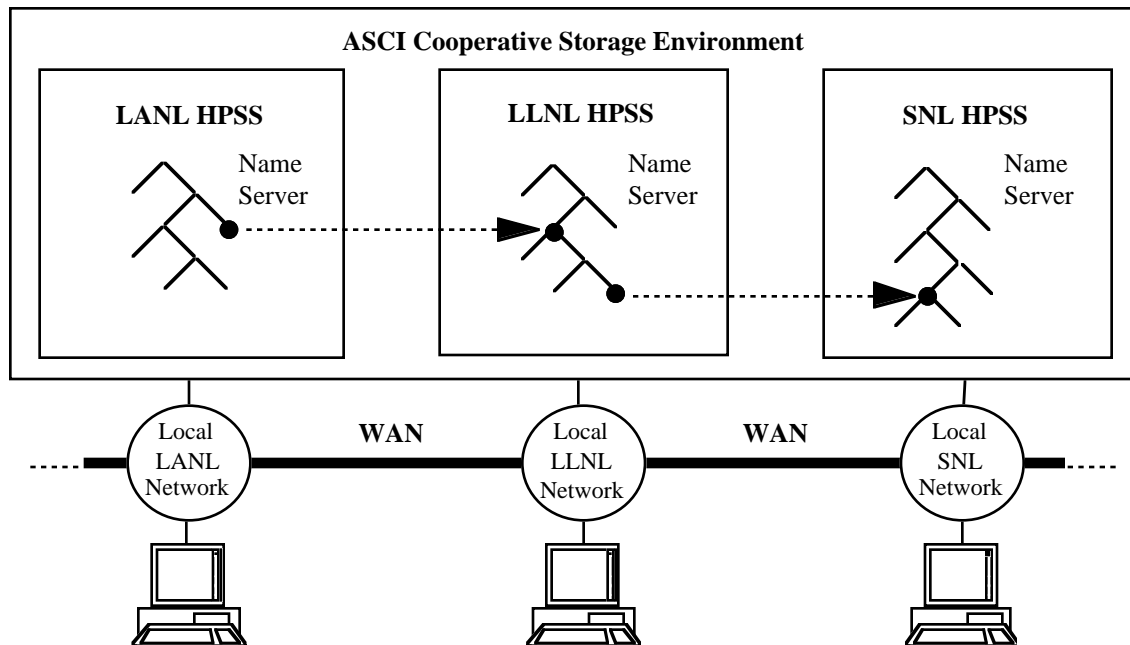 ASCI Cooperative Storage Environment
LANL HPSS
Name
Server
LLNL HPSS
Name
Server
SNL HPSS
Name
Server
Local
LANL
Network
WAN
Local
LLNL
Network
WAN
Local
SNL
Network